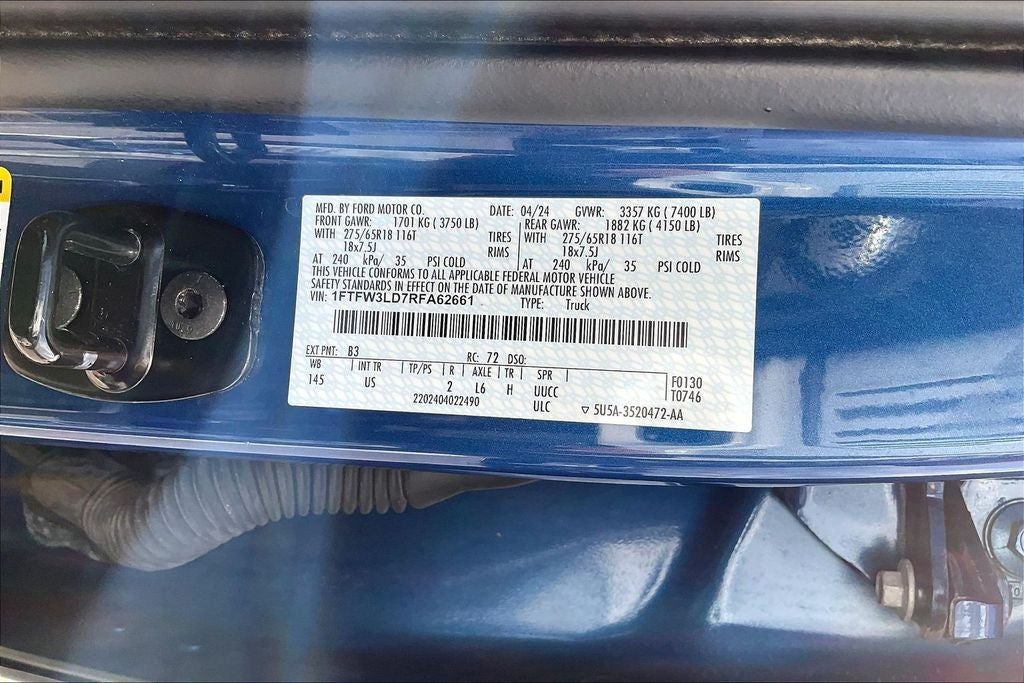 MFD. BY FORD MOTOR CO. DATE: 04/24 GVWR: 3357 KG ( 7400 LB)
FRONT GAWR: 1701 KG ( 3750 LB) REAR GAWR: 1882 KG ( 4150 LB)
WITH 275/65R18 116T TIRES WITH 275/65R18 116T TIRES
18x7.5J RIMS 18x7.5J RIMS
AT 240 kPa/ 35 PSI COLD AT 240 kPa/ 35 PSI COLD
THIS VEHICLE CONFORMS TO ALL APPLICABLE FEDERAL MOTOR VEHICLE
SAFETY STANDARDS IN EFFECT ON THE DATE OF MANUFACTURE SHOWN ABOVE.
VIN: 1FTFW3LD7RFA62661 TYPE: Truck
EXT PNT: B3 RC: 72 DSO:
WB INT TR TP/PS R AXLE TR SPR F0130
145 US 2 L6 H UUCC T0746
2202404022490 ULC 5U5A-3520472-AA